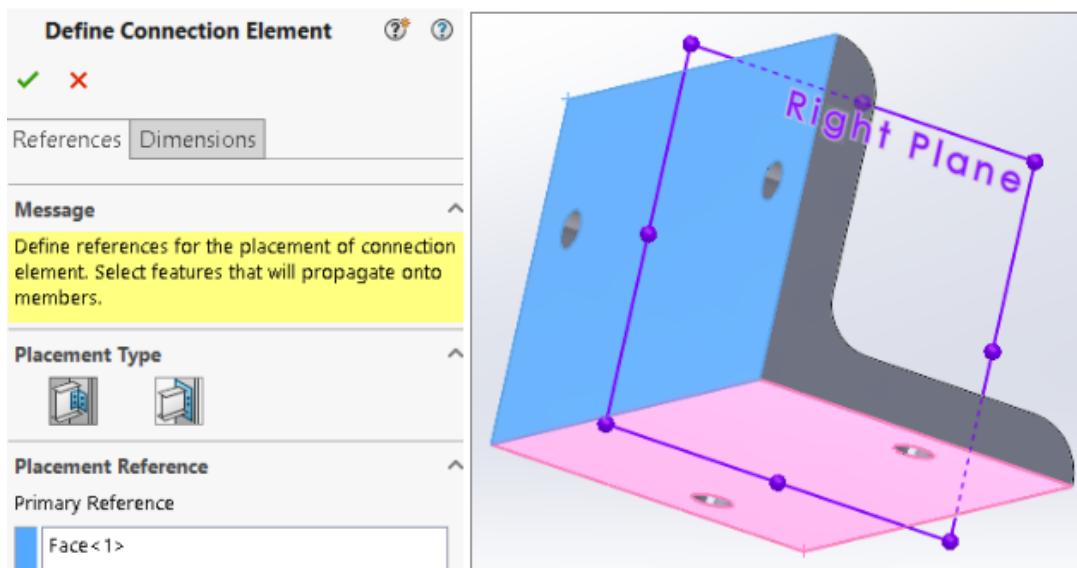 Define Connection Element
References Dimensions
Message
Define references for the placement of connection
element. Select features that will propagate onto
members.
Placement Type
Placement Reference
Primary Reference
Face<1>
Right Plane